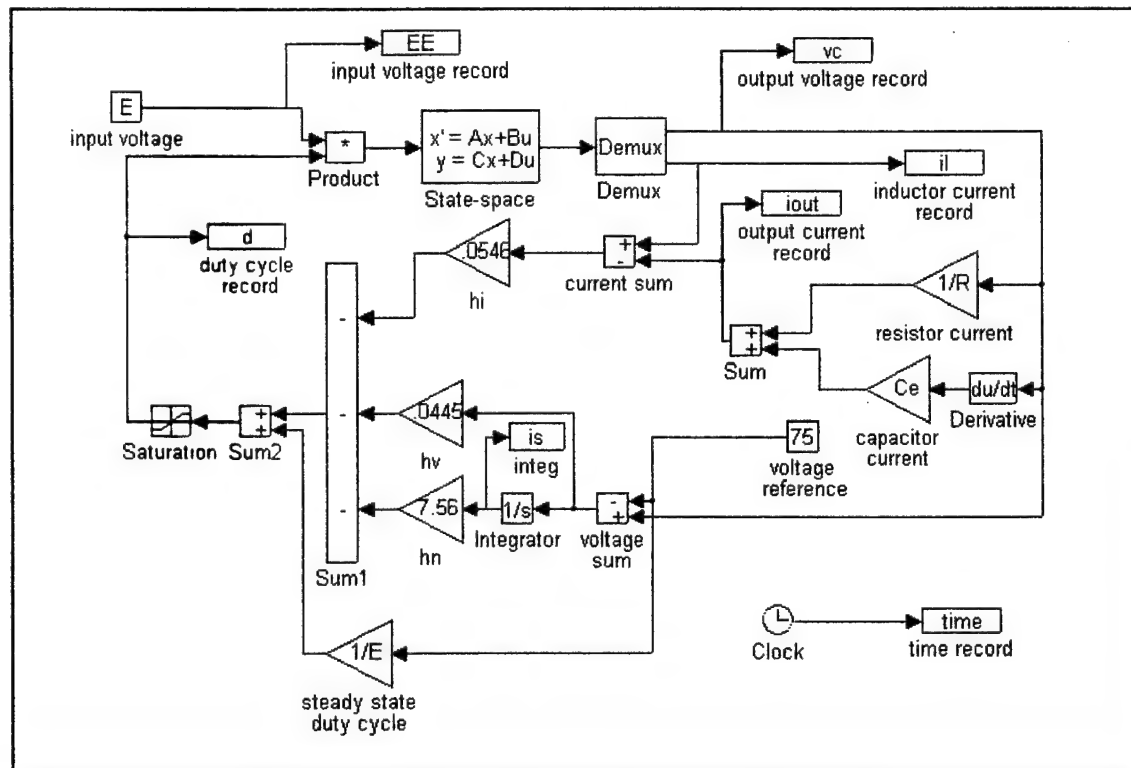 EE
input voltage record
vc
output voltage record
E
input voltage
*
Product
x' = Ax+Bu
y = Cx+Du
State-space
Demux
Demux
il
inductor current
record
iout
output current
record
d
duty cycle
record
.0546
hi
+
-
current sum
1/R
resistor current
-
-
-
Sum1
+
+
Sum
Ce
capacitor
current
du/dt
Derivative
Saturation
+
+
Sum2
.0445
hv
is
integ
75
voltage
reference
7.56
hn
1/s
Integrator
-
+
voltage
sum
1/E
steady state
duty cycle
Clock
time
time record